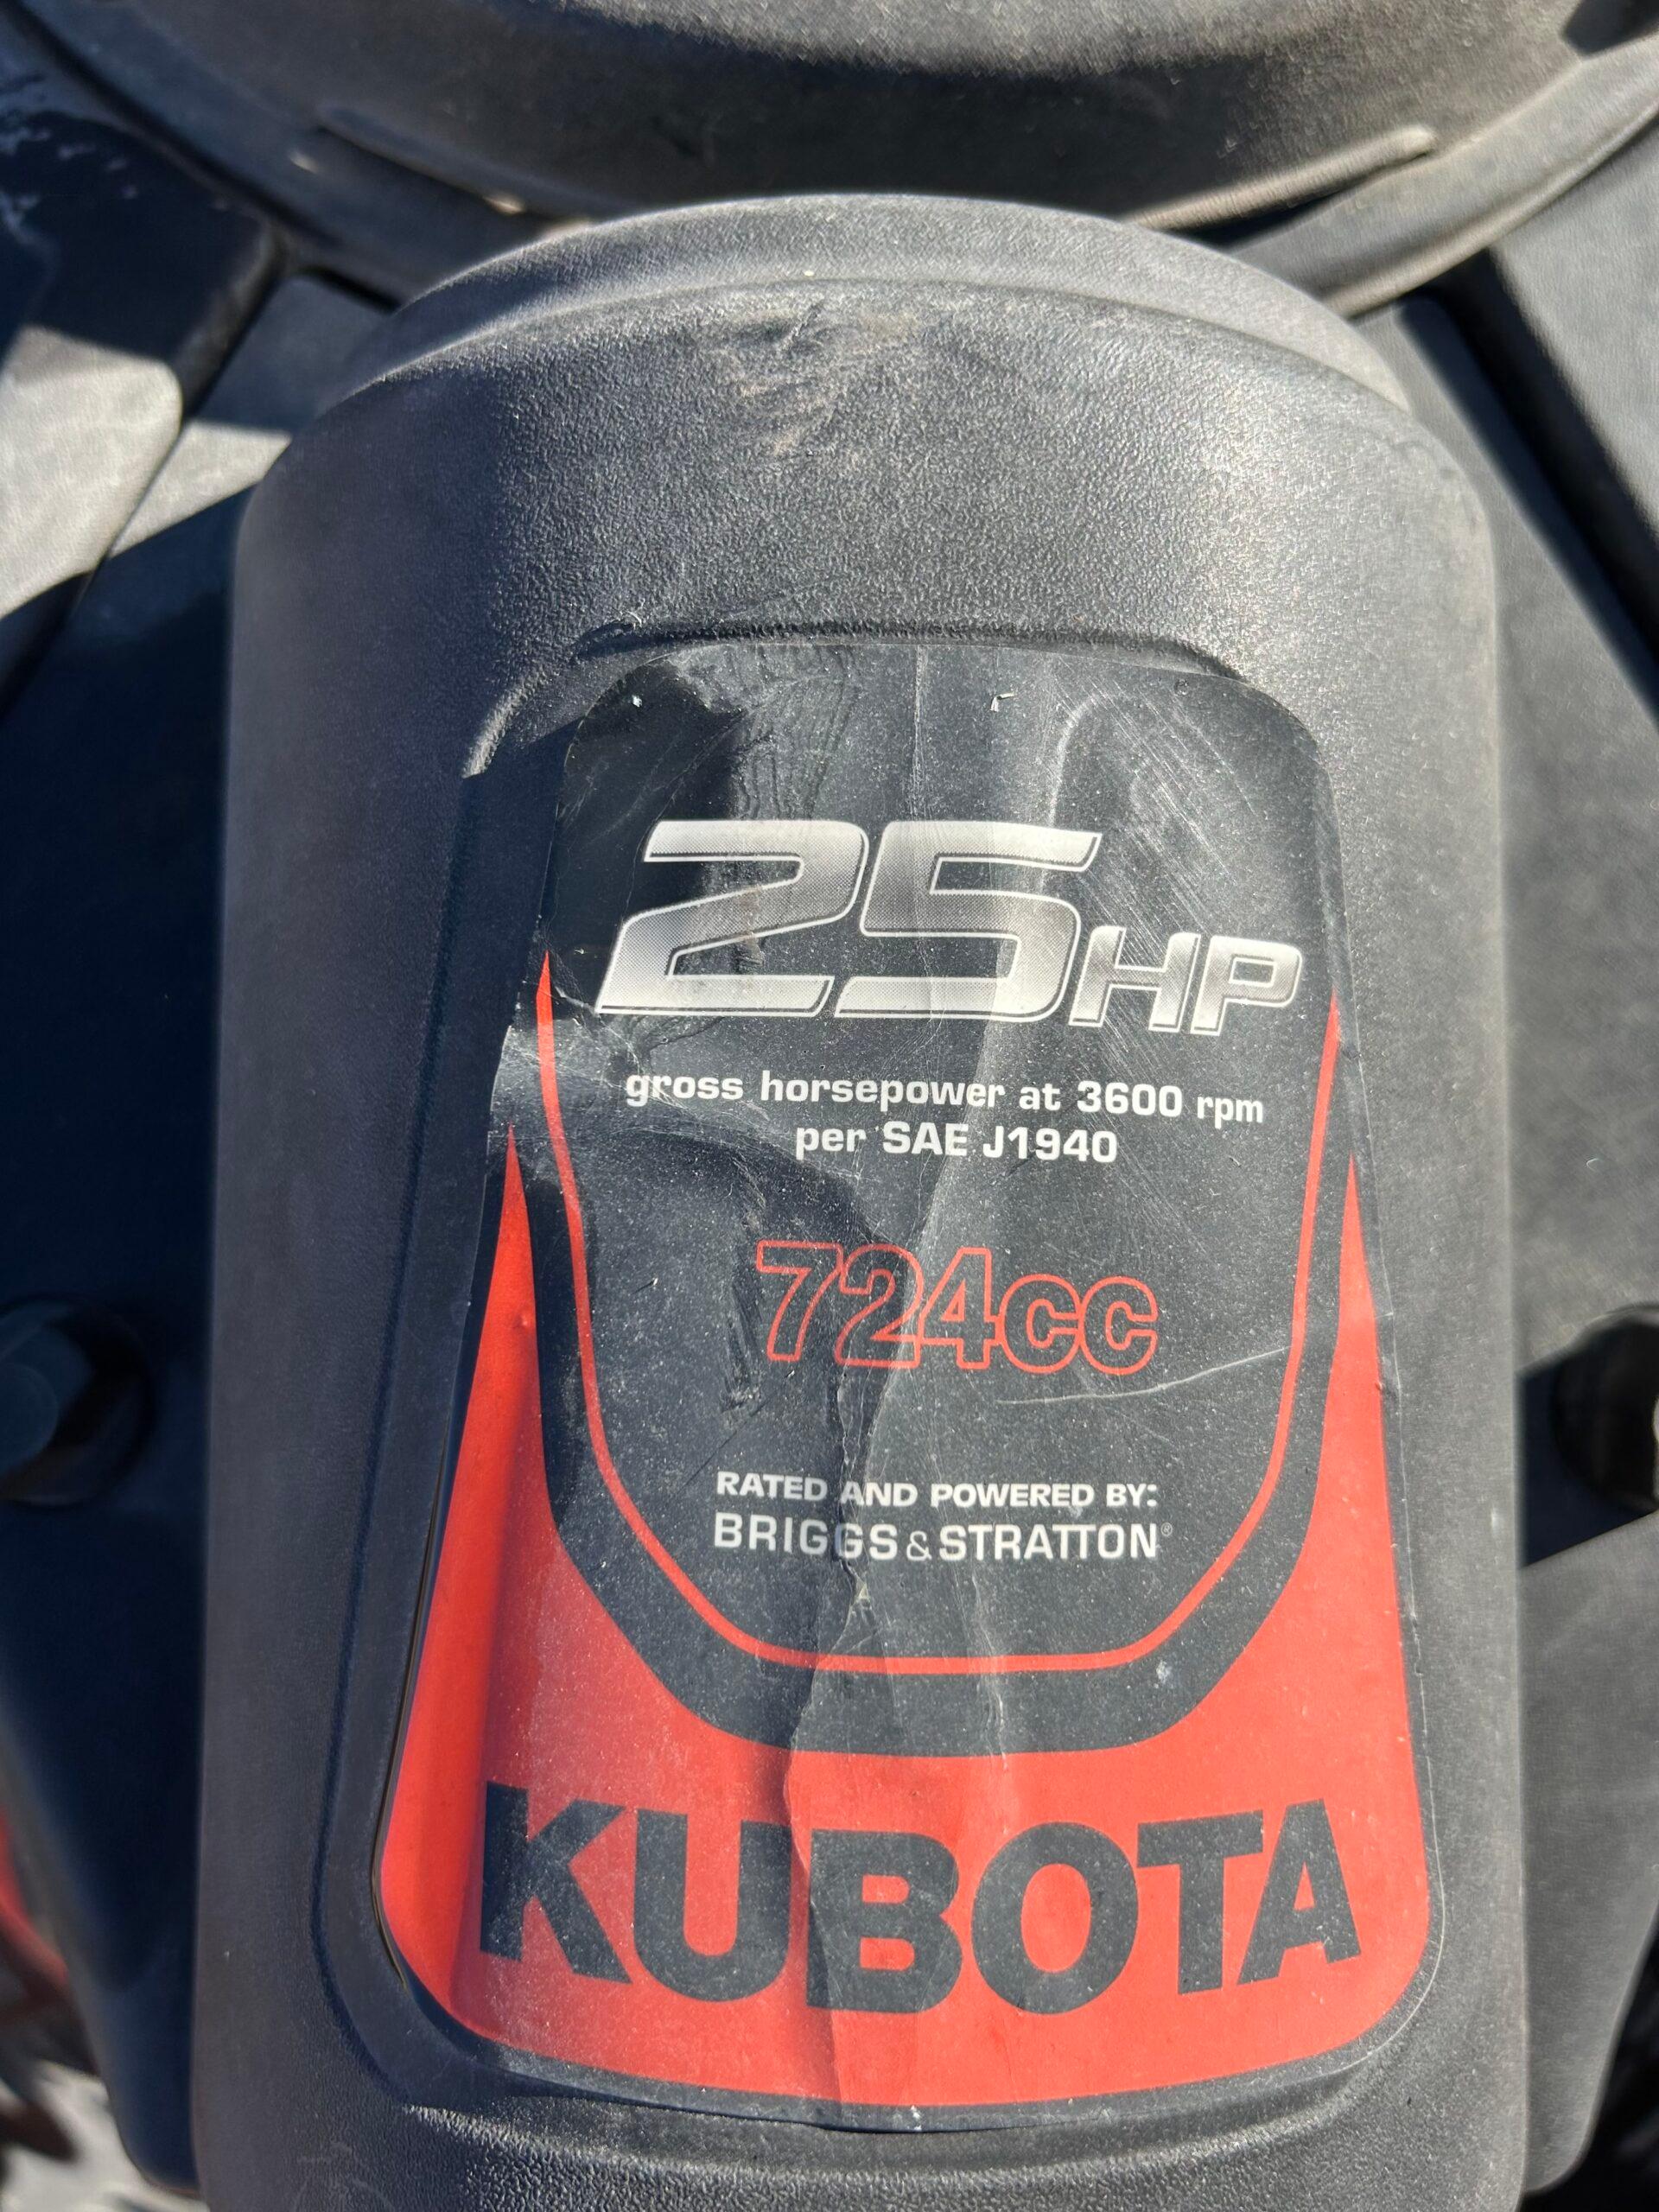 25HP
gross horsepower at 3600 rpm
per SAE J1940
724cc
RATED AND POWERED BY:
BRIGGS & STRATTON®
KUBOTA